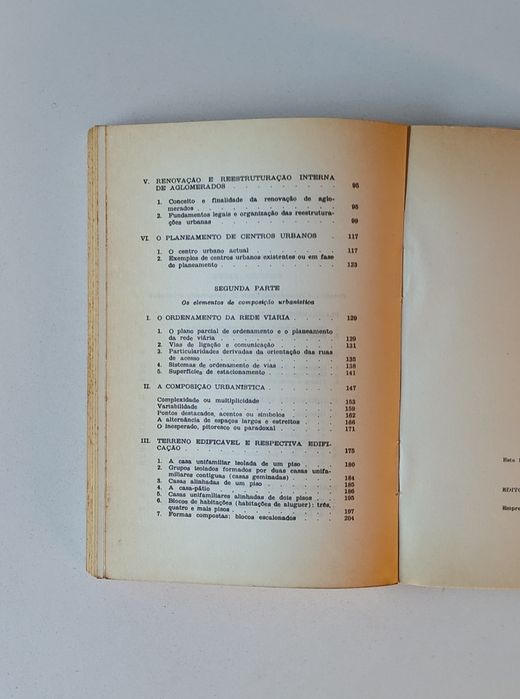 V. RENOVAÇÃO E REESTRUTURAÇÃO INTERNA
DE AGLOMERADOS . . . . . . . . . 95
1. Conceito e finalidade da renovação de aglo-
merados . . . . . . . . . . . . 95
2. Fundamentos legais e organização das reestrutu-
rações urbanas . . . . . . . . . 99
VI. O PLANEAMENTO DE CENTROS URBANOS 117
1. O centro urbano actual . . . . . . . 117
2. Exemplos de centros urbanos existentes ou em fase
de planeamento . . . . . . . . . 123
SEGUNDA PARTE
Os elementos de composição urbanística
I. O ORDENAMENTO DA REDE VIÁRIA . . . . 129
1. O plano parcial de ordenamento e o planeamento
da rede viária . . . . . . . . . 129
2. Vias de ligação e comunicação . . . . . 131
3. Particularidades derivadas da orientação das ruas
de acesso . . . . . . . . . . . 135
4. Sistemas de ordenamento de vias . . . . 138
5. Superfícies de estacionamento . . . . . 141
II. A COMPOSIÇÃO URBANÍSTICA . . . . . . 147
Complexidade ou multiplicidade . . . . . 153
Variabilidade . . . . . . . . . . . 159
Pontos destacados, acentos ou símbolos . . . 162
A alternância de espaços largos e estreitos . . 166
O inesperado, pitoresco ou paradoxal . . . . 171
III. TERRENO EDIFICÁVEL E RESPECTIVA EDIFI-
CAÇÃO . . . . . . . . . . . . . 175
1. A casa unifamiliar isolada de um piso . . . 180
2. Grupos isolados formados por duas casas unifa-
miliares contíguas (casas geminadas) . . . 184
3. Casas alinhadas de um piso . . . . . . 185
4. A casa-pátio . . . . . . . . . . 186
5. Casas unifamiliares alinhadas de dois pisos . . 195
6. Blocos de habitações (habitações de aluguer): três,
quatro e mais pisos . . . . . . . . 197
7. Formas compostas: blocos escalonados . . . 204
Esta
EDITO
Empre